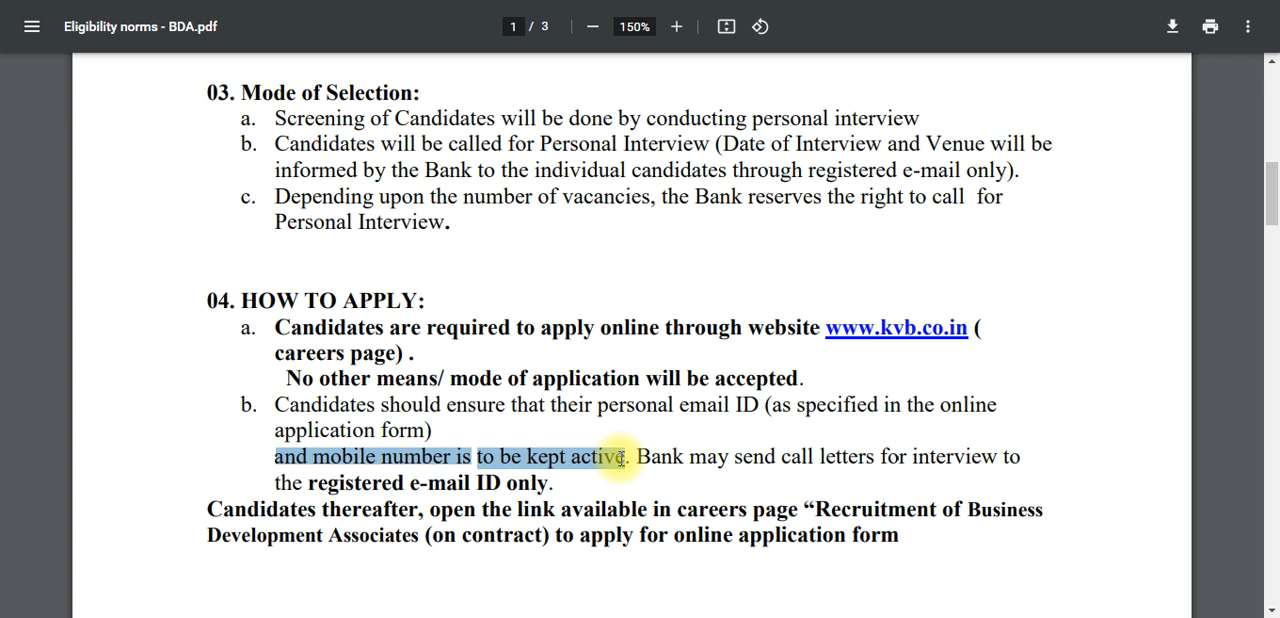 Eligibility norms - BDA.pdf
1 / 3
150%
03. Mode of Selection:
a. Screening of Candidates will be done by conducting personal interview
b. Candidates will be called for Personal Interview (Date of Interview and Venue will be
informed by the Bank to the individual candidates through registered e-mail only).
c. Depending upon the number of vacancies, the Bank reserves the right to call for
Personal Interview.
04. HOW TO APPLY:
a. Candidates are required to apply online through website www.kvb.co.in (
careers page) .
No other means/ mode of application will be accepted.
b. Candidates should ensure that their personal email ID (as specified in the online
application form)
and mobile number is to be kept active. Bank may send call letters for interview to
the registered e-mail ID only.
Candidates thereafter, open the link available in careers page “Recruitment of Business
Development Associates (on contract) to apply for online application form